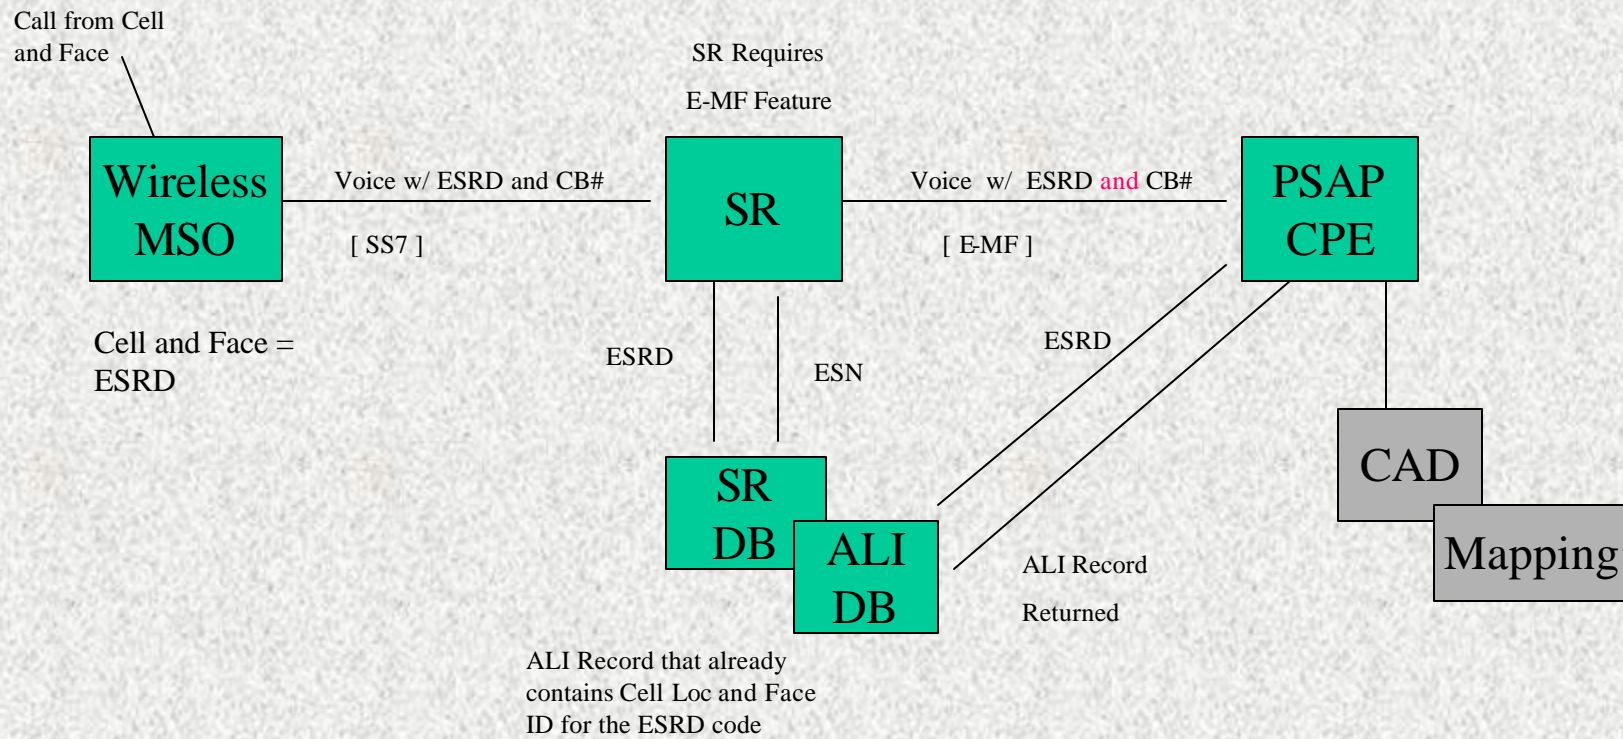 Call from Cell
and Face
SR Requires
E-MF Feature
Wireless
MSO
Voice w/ ESRD and CB#
[ SS7 ]
SR
Voice w/ ESRD and CB#
[ E-MF ]
PSAP
CPE
Cell and Face =
ESRD
ESRD
ESN
ESRD
SR
DB
ALI
DB
ALI Record
Returned
CAD
Mapping
ALI Record that already
contains Cell Loc and Face
ID for the ESRD code